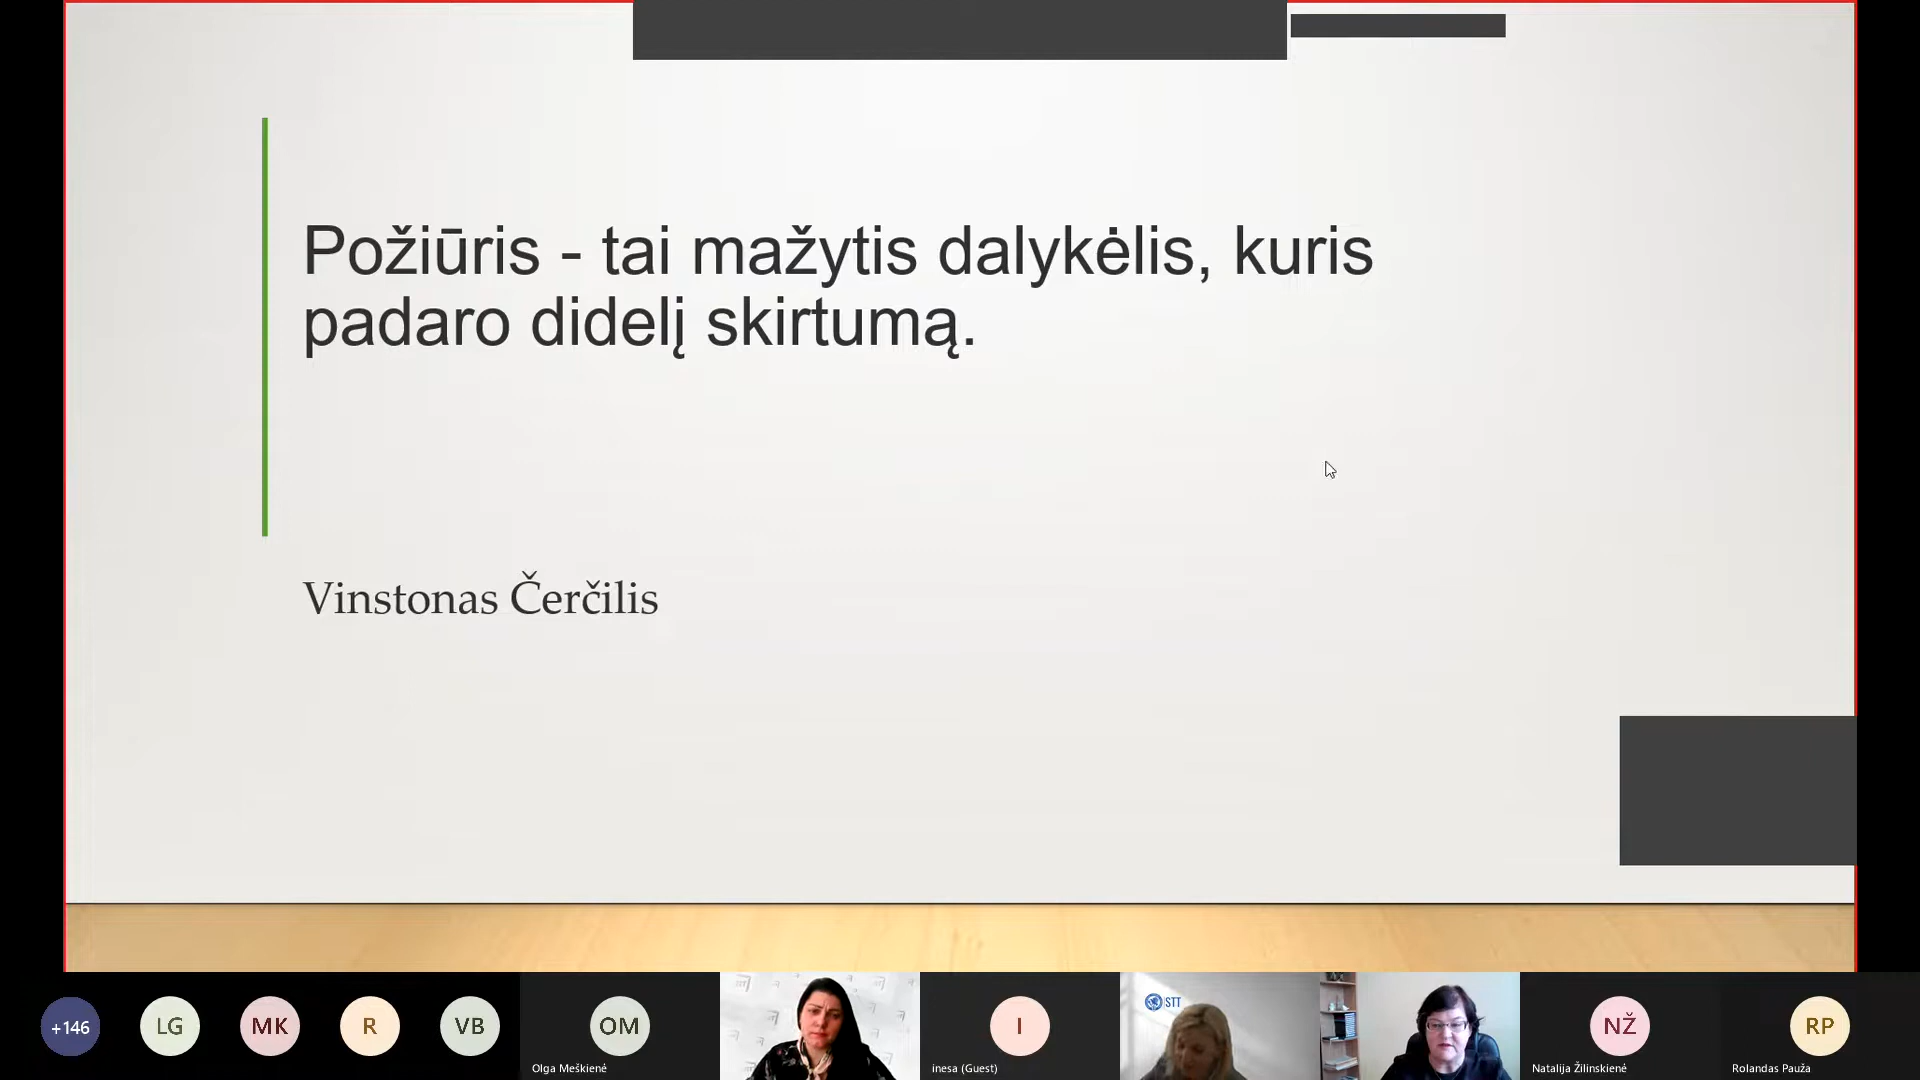 Požiūris - tai mažytis dalykėlis, kuris
padaro didelį skirtumą.
Vinstonas Čerčilis
STT
+146
LG
MK
R
VB
OM
I
NŽ
RP
Olga Meškienė
inesa (Guest)
Natalija Žilinskienė
Rolandas Pauža